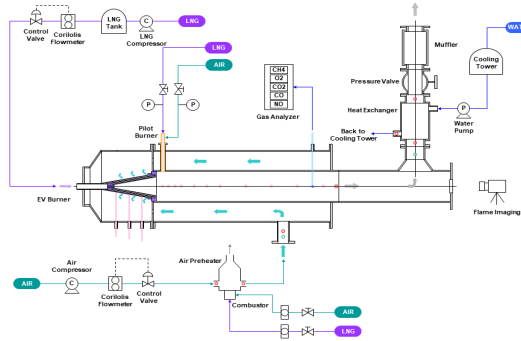 Control
Valve
Coriolis
Flowmeter
LNG
Tank
C
LNG
Compressor
LNG
LNG
AIR
P
P
Pilot
Burner
CH4
O2
CO2
CO
NO
Gas Analyzer
Muffler
Pressure Valve
Heat Exchanger
Back to
Cooling Tower
WAT
Cooling
Tower
P
Water
Pump
EV Burner
Flame Imaging
Air
Compressor
AIR
C
Coriolis
Flowmeter
Control
Valve
Air Preheater
Combustor
AIR
LNG